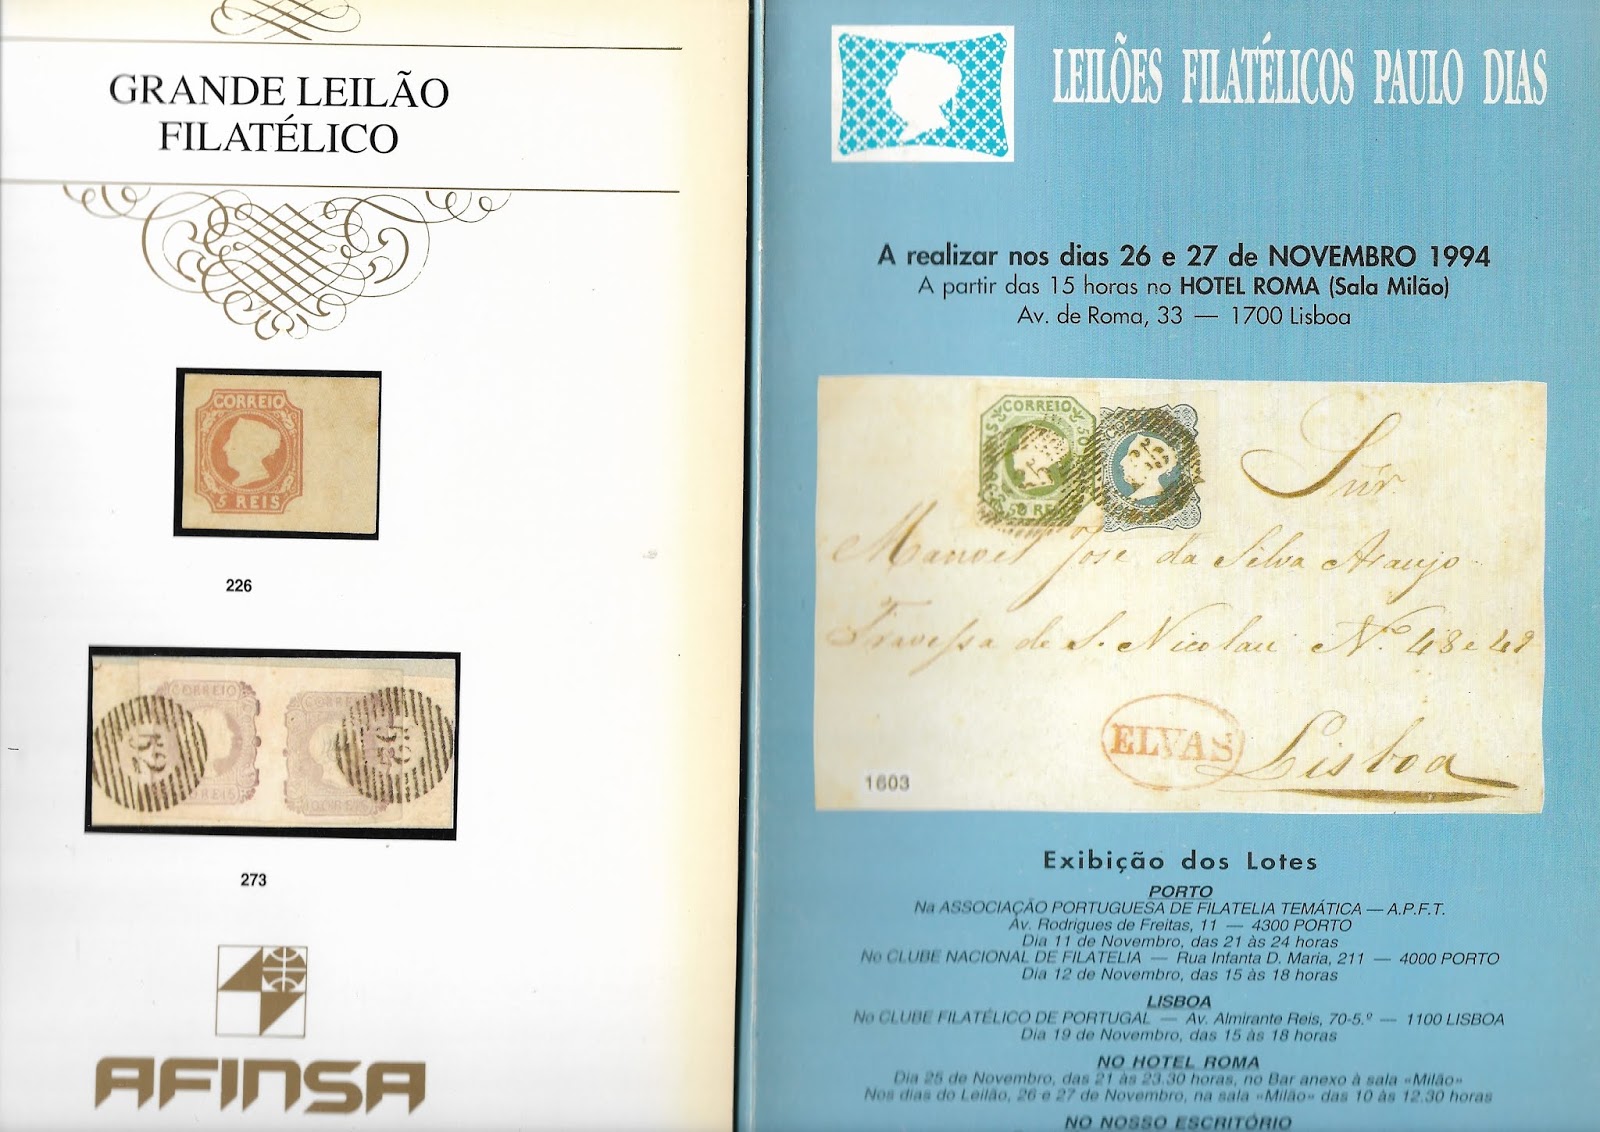 GRANDE LEILÃO
FILATÉLICO
CORREIO
5 REIS
226
CORREIO
52
52
273
AFINSA
LEILÕES FILATÉLICOS PAULO DIAS
A realizar nos dias 26 e 27 de NOVEMBRO 1994
A partir das 15 horas no HOTEL ROMA (Sala Milão)
Av. de Roma, 33 — 1700 Lisboa
CORREIO
50
Snr.
Manoel Jose da Silva Araujo
Travessa de S. Nicolau Nº 48 e 49
ELVAS
Lisboa
1603
Exibição dos Lotes
PORTO
Na ASSOCIAÇÃO PORTUGUESA DE FILATELIA TEMÁTICA — A.P.F.T.
Av. Rodrigues de Freitas, 11 — 4300 PORTO
Dia 11 de Novembro, das 21 às 24 horas
No CLUBE NACIONAL DE FILATELIA — Rua Infanta D. Maria, 211 — 4000 PORTO
Dia 12 de Novembro, das 15 às 18 horas
LISBOA
No CLUBE FILATÉLICO DE PORTUGAL — Av. Almirante Reis, 70-5.º — 1100 LISBOA
Dia 19 de Novembro, das 15 às 18 horas
NO HOTEL ROMA
Dia 25 de Novembro, das 21 às 23.30 horas, no Bar anexo à sala «Milão»
Nos dias do Leilão, 26 e 27 de Novembro, na sala «Milão» das 10 às 12.30 horas
NO NOSSO ESCRITÓRIO